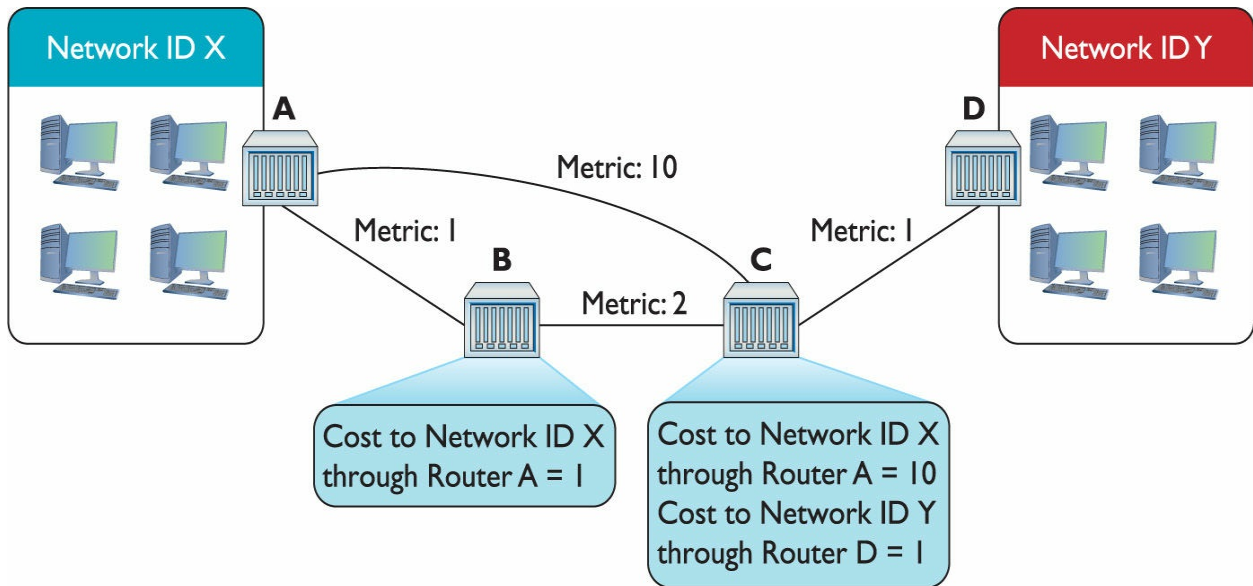 Network ID X
Network ID Y
A
D
Metric: 10
Metric: 1
Metric: 1
B
C
Metric: 2
Cost to Network ID X
through Router A = 1
Cost to Network ID X
through Router A = 10
Cost to Network ID Y
through Router D = 1